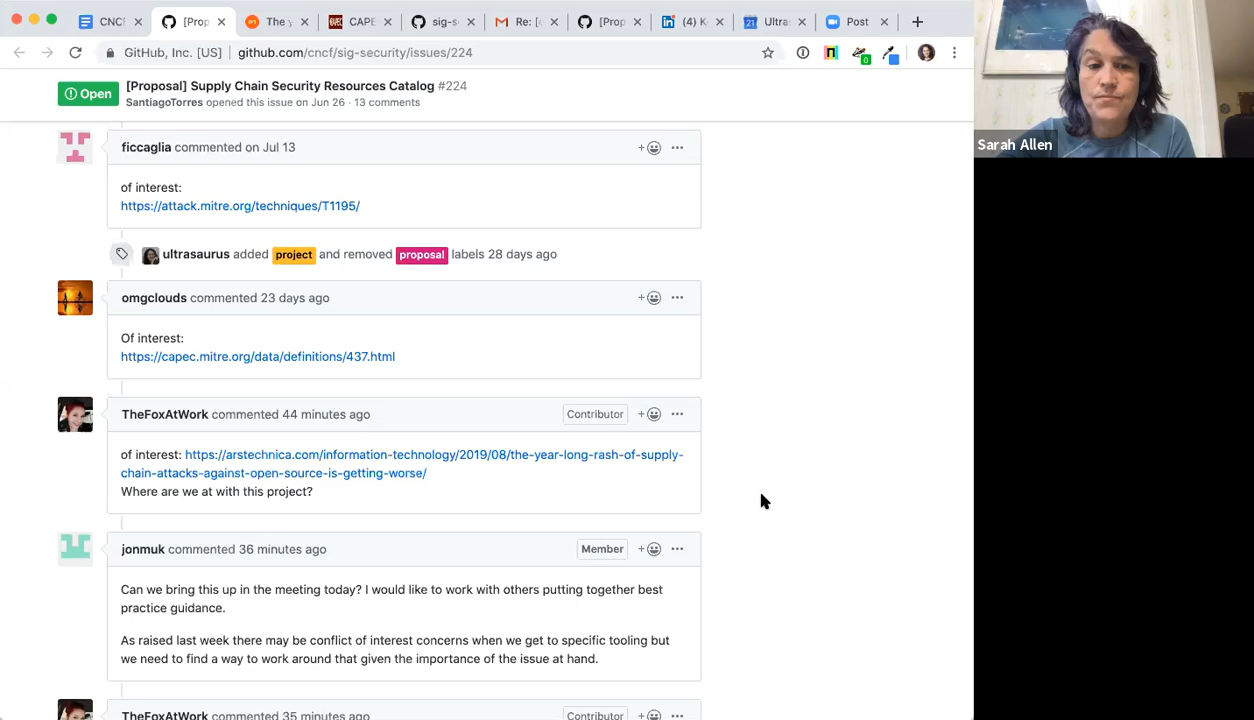 CNCF
[Prop
The y
CAPE
sig-s
Re: [
[Prop
(4) K
21
Ultra
Post
GitHub, Inc. [US] github.com/cncf/sig-security/issues/224
0
Open
[Proposal] Supply Chain Security Resources Catalog #224
SantiagoTorres opened this issue on Jun 26 · 13 comments
ficcaglia commented on Jul 13
of interest:
https://attack.mitre.org/techniques/T1195/
ultrasaurus added project and removed proposal labels 28 days ago
omgclouds commented 23 days ago
Of interest:
https://capec.mitre.org/data/definitions/437.html
TheFoxAtWork commented 44 minutes ago Contributor
of interest: https://arstechnica.com/information-technology/2019/08/the-year-long-rash-of-supply-
chain-attacks-against-open-source-is-getting-worse/
Where are we at with this project?
jonmuk commented 36 minutes ago Member
Can we bring this up in the meeting today? I would like to work with others putting together best
practice guidance.
As raised last week there may be conflict of interest concerns when we get to specific tooling but
we need to find a way to work around that given the importance of the issue at hand.
TheFoxAtWork commented 35 minutes ago Contributor
Sarah Allen